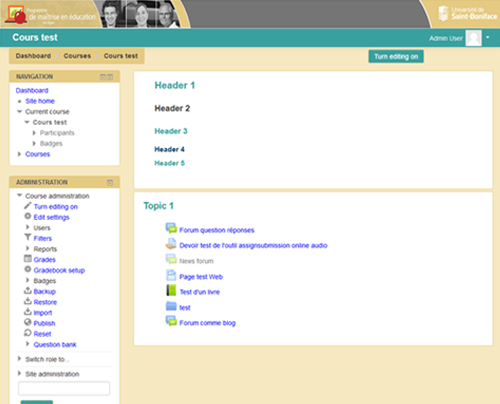 Programme
de maîtrise en éducation
en ligne
Université de
Saint-Boniface
Cours test
Admin User
Dashboard
Courses
Cours test
Turn editing on
NAVIGATION
Dashboard
Site home
Current course
Cours test
Participants
Badges
Courses
ADMINISTRATION
Course administration
Turn editing on
Edit settings
Users
Filters
Reports
Grades
Gradebook setup
Badges
Backup
Restore
Import
Publish
Reset
Question bank
Switch role to...
Site administration
Header 1
Header 2
Header 3
Header 4
Header 5
Topic 1
Forum question réponses
Devoir test de l'outil assignsubmission online audio
News forum
Page test Web
Test d'un livre
test
Forum comme blog